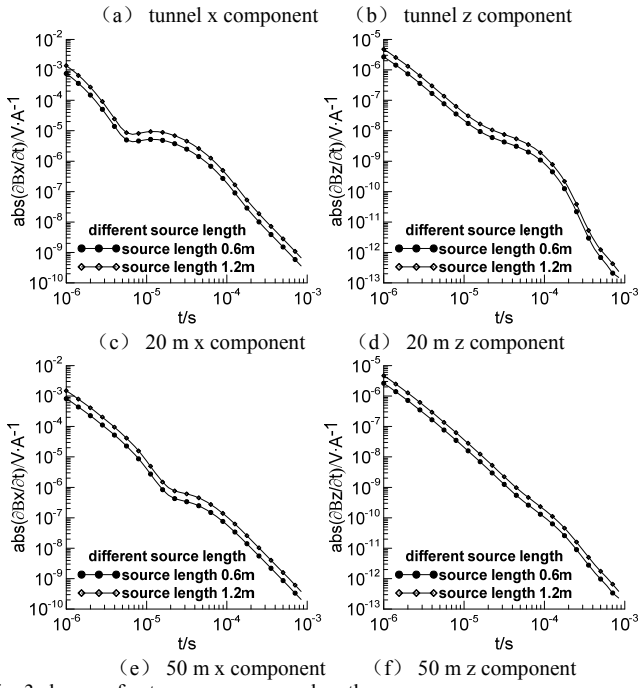 （a） tunnel x component
（b） tunnel z component
abs(∂Bx/∂t)/V·A⁻¹
10⁻²
10⁻³
10⁻⁴
10⁻⁵
10⁻⁶
10⁻⁷
10⁻⁸
10⁻⁹
10⁻¹⁰
different source length
source length 0.6m
source length 1.2m
10⁻⁶ 10⁻⁵ 10⁻⁴ 10⁻³
t/s
abs(∂Bz/∂t)/V·A⁻¹
10⁻⁵
10⁻⁶
10⁻⁷
10⁻⁸
10⁻⁹
10⁻¹⁰
10⁻¹¹
10⁻¹²
10⁻¹³
different source length
source length 0.6m
source length 1.2m
10⁻⁶ 10⁻⁵ 10⁻⁴ 10⁻³
t/s
（c） 20 m x component
（d） 20 m z component
abs(∂Bx/∂t)/V·A⁻¹
10⁻²
10⁻³
10⁻⁴
10⁻⁵
10⁻⁶
10⁻⁷
10⁻⁸
10⁻⁹
10⁻¹⁰
different source length
source length 0.6m
source length 1.2m
10⁻⁶ 10⁻⁵ 10⁻⁴ 10⁻³
t/s
abs(∂Bz/∂t)/V·A⁻¹
10⁻⁵
10⁻⁶
10⁻⁷
10⁻⁸
10⁻⁹
10⁻¹⁰
10⁻¹¹
10⁻¹²
10⁻¹³
different source length
source length 0.6m
source length 1.2m
10⁻⁶ 10⁻⁵ 10⁻⁴ 10⁻³
t/s
（e） 50 m x component
（f） 50 m z component